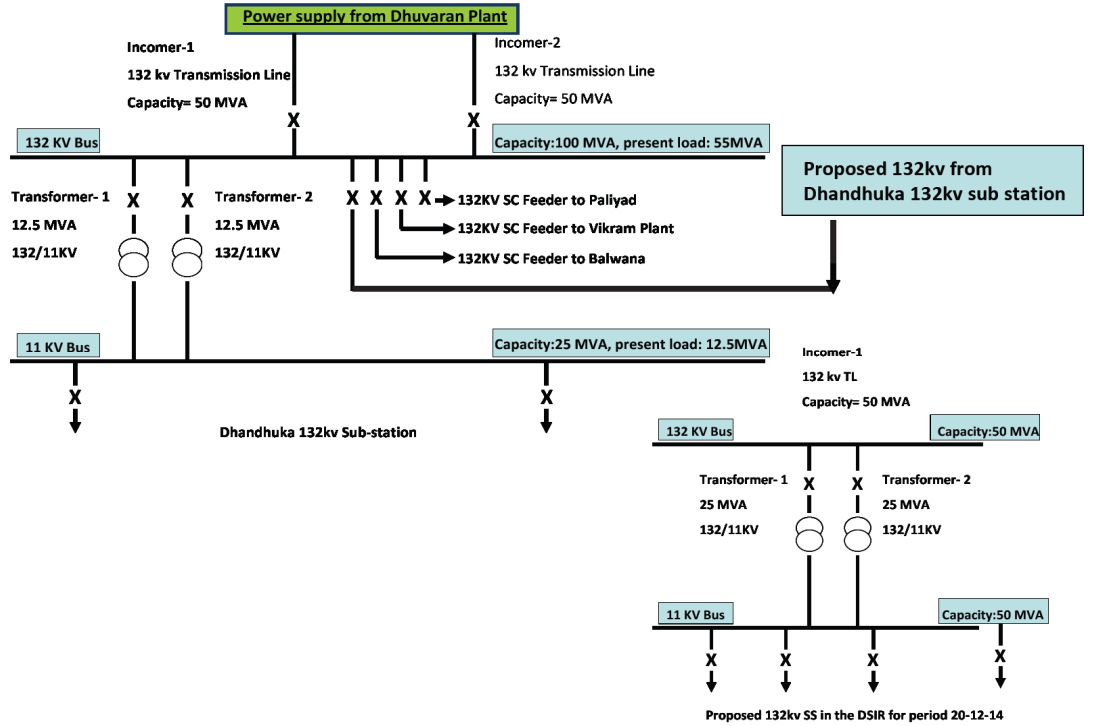 Power supply from Dhuvaran Plant
Incomer-1
132 kv Transmission Line
Capacity= 50 MVA
X
Incomer-2
132 kv Transmission Line
Capacity= 50 MVA
X
132 KV Bus
Capacity:100 MVA, present load: 55MVA
Proposed 132kv from
Dhandhuka 132kv sub station
Transformer- 1
12.5 MVA
132/11KV
X
X
Transformer- 2
12.5 MVA
132/11KV
X X X X
132KV SC Feeder to Paliyad
132KV SC Feeder to Vikram Plant
132KV SC Feeder to Balwana
11 KV Bus
Capacity:25 MVA, present load: 12.5MVA
X
X
Dhandhuka 132kv Sub-station
Incomer-1
132 kv TL
Capacity= 50 MVA
132 KV Bus
Capacity:50 MVA
Transformer- 1
25 MVA
132/11KV
X
X
Transformer- 2
25 MVA
132/11KV
11 KV Bus
Capacity:50 MVA
X
X
X
X
Proposed 132kv SS in the DSIR for period 20-12-14